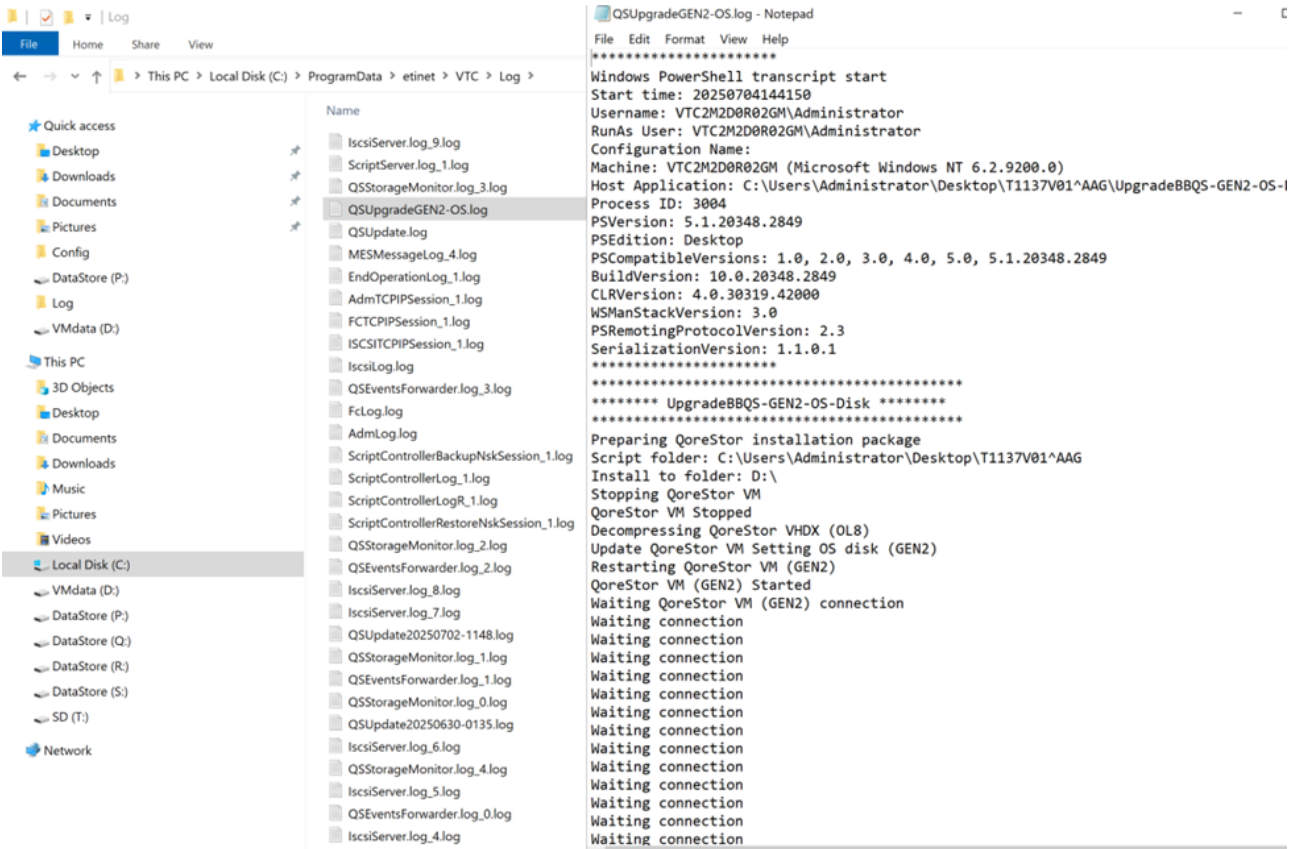 Log
File Home Share View
This PC > Local Disk (C:) > ProgramData > etinet > VTC > Log >
Quick access
Desktop
Downloads
Documents
Pictures
Config
DataStore (P:)
Log
VMdata (D:)
This PC
3D Objects
Desktop
Documents
Downloads
Music
Pictures
Videos
Local Disk (C:)
VMdata (D:)
DataStore (P:)
DataStore (Q:)
DataStore (R:)
DataStore (S:)
SD (T:)
Network
Name
IscsiServer.log_9.log
ScriptServer.log_1.log
QSStorageMonitor.log_3.log
QSUpgradeGEN2-OS.log
QSUpdate.log
MESMessageLog_4.log
EndOperationLog_1.log
AdmTCPIPSession_1.log
FCTCPIPSession_1.log
ISCSITCPIPSession_1.log
IscsiLog.log
QSEventsForwarder.log_3.log
FcLog.log
AdmLog.log
ScriptControllerBackupNskSession_1.log
ScriptControllerLog_1.log
ScriptControllerLogR_1.log
ScriptControllerRestoreNskSession_1.log
QSStorageMonitor.log_2.log
QSEventsForwarder.log_2.log
IscsiServer.log_8.log
IscsiServer.log_7.log
QSUpdate20250702-1148.log
QSStorageMonitor.log_1.log
QSEventsForwarder.log_1.log
QSStorageMonitor.log_0.log
QSUpdate20250630-0135.log
IscsiServer.log_6.log
QSStorageMonitor.log_4.log
IscsiServer.log_5.log
QSEventsForwarder.log_0.log
IscsiServer.log_4.log
QSUpgradeGEN2-OS.log - Notepad
File Edit Format View Help
**********************
Windows PowerShell transcript start
Start time: 20250704144150
Username: VTC2M2D0R02GM\Administrator
RunAs User: VTC2M2D0R02GM\Administrator
Configuration Name:
Machine: VTC2M2D0R02GM (Microsoft Windows NT 6.2.9200.0)
Host Application: C:\Users\Administrator\Desktop\T1137V01^AAG\UpgradeBBQS-GEN2-OS-
Process ID: 3004
PSVersion: 5.1.20348.2849
PSEdition: Desktop
PSCompatibleVersions: 1.0, 2.0, 3.0, 4.0, 5.0, 5.1.20348.2849
BuildVersion: 10.0.20348.2849
CLRVersion: 4.0.30319.42000
WSManStackVersion: 3.0
PSRemotingProtocolVersion: 2.3
SerializationVersion: 1.1.0.1
**********************
********************************************
******** UpgradeBBQS-GEN2-OS-Disk ********
********************************************
Preparing QoreStor installation package
Script folder: C:\Users\Administrator\Desktop\T1137V01^AAG
Install to folder: D:\
Stopping QoreStor VM
QoreStor VM Stopped
Decompressing QoreStor VHDX (OL8)
Update QoreStor VM Setting OS disk (GEN2)
Restarting QoreStor VM (GEN2)
QoreStor VM (GEN2) Started
Waiting QoreStor VM (GEN2) connection
Waiting connection
Waiting connection
Waiting connection
Waiting connection
Waiting connection
Waiting connection
Waiting connection
Waiting connection
Waiting connection
Waiting connection
Waiting connection
Waiting connection
Waiting connection